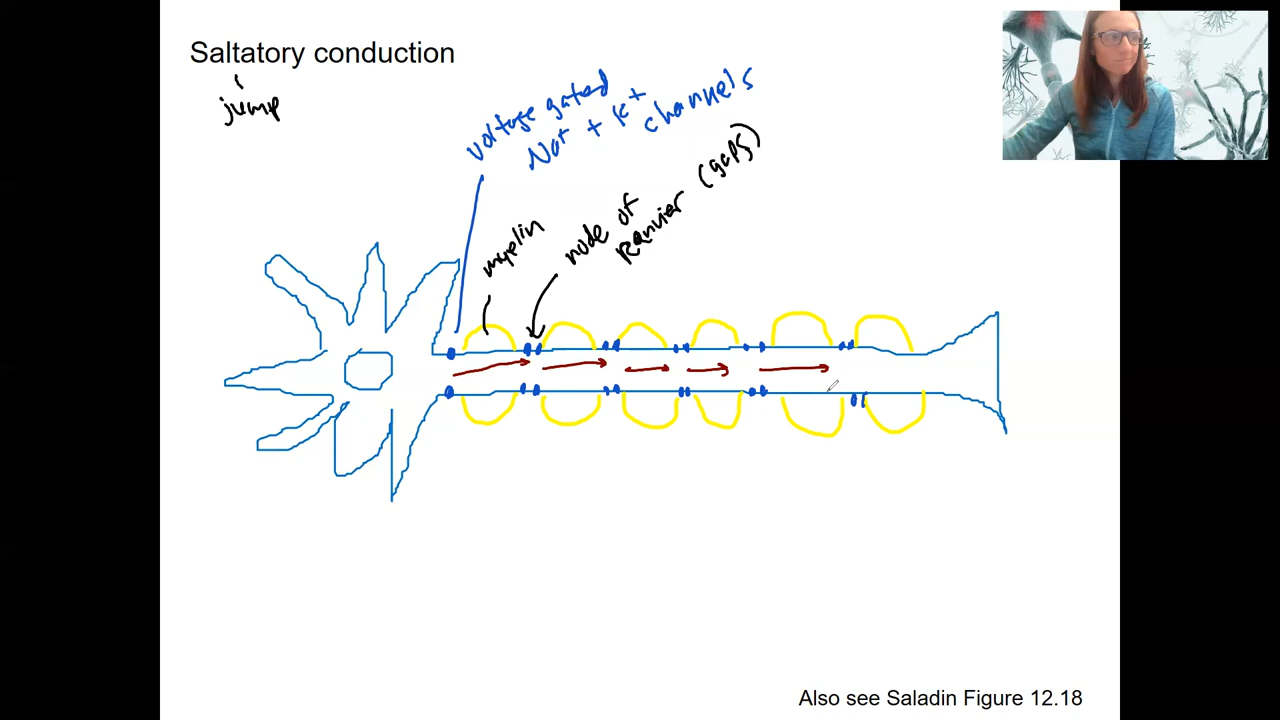 Saltatory conduction
jump
voltage gated
Na+ + K+
channels
myelin
node of
Ranvier (gaps)
Also see Saladin Figure 12.18